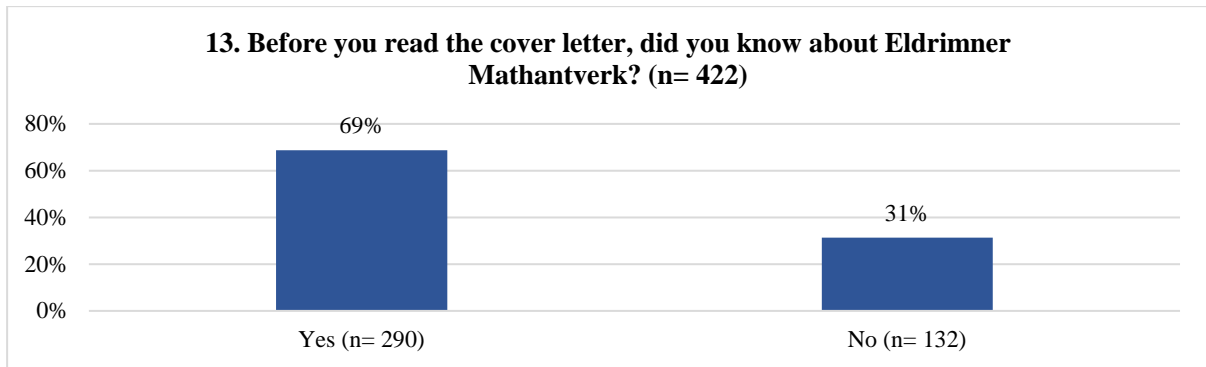 13. Before you read the cover letter, did you know about Eldrimner
Mathantverk? (n= 422)
80%
69%
60%
40%
31%
20%
0%
Yes (n= 290)
No (n= 132)